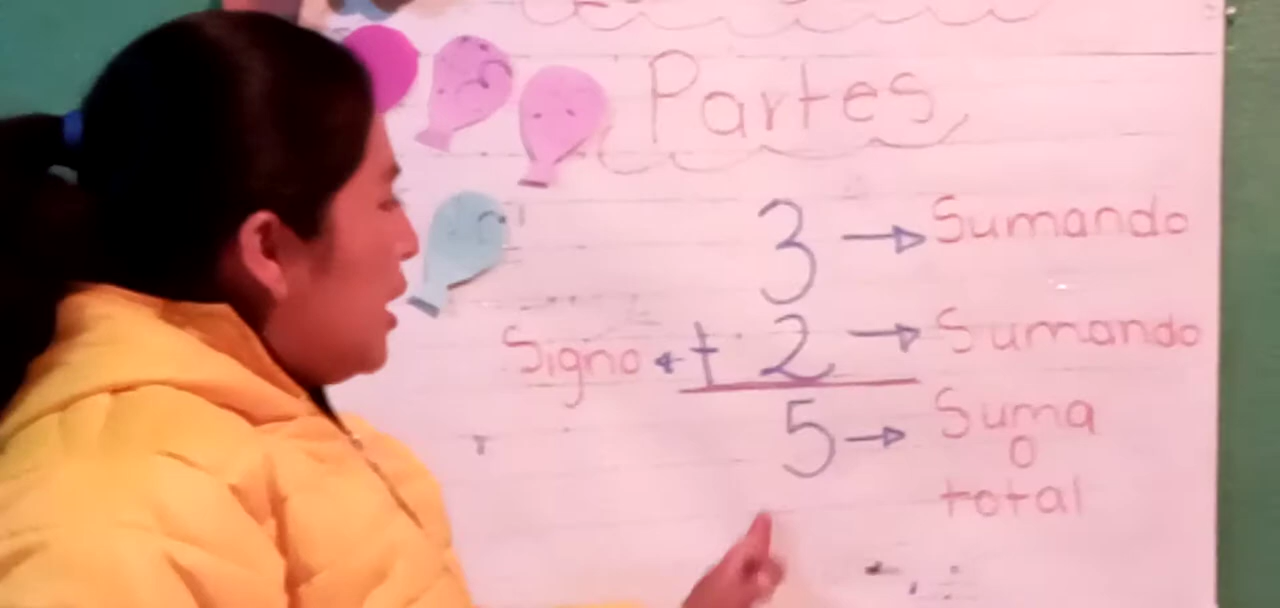 Partes
3 → Sumando
Signo ← + 2 → Sumando
5 → Suma
o
total